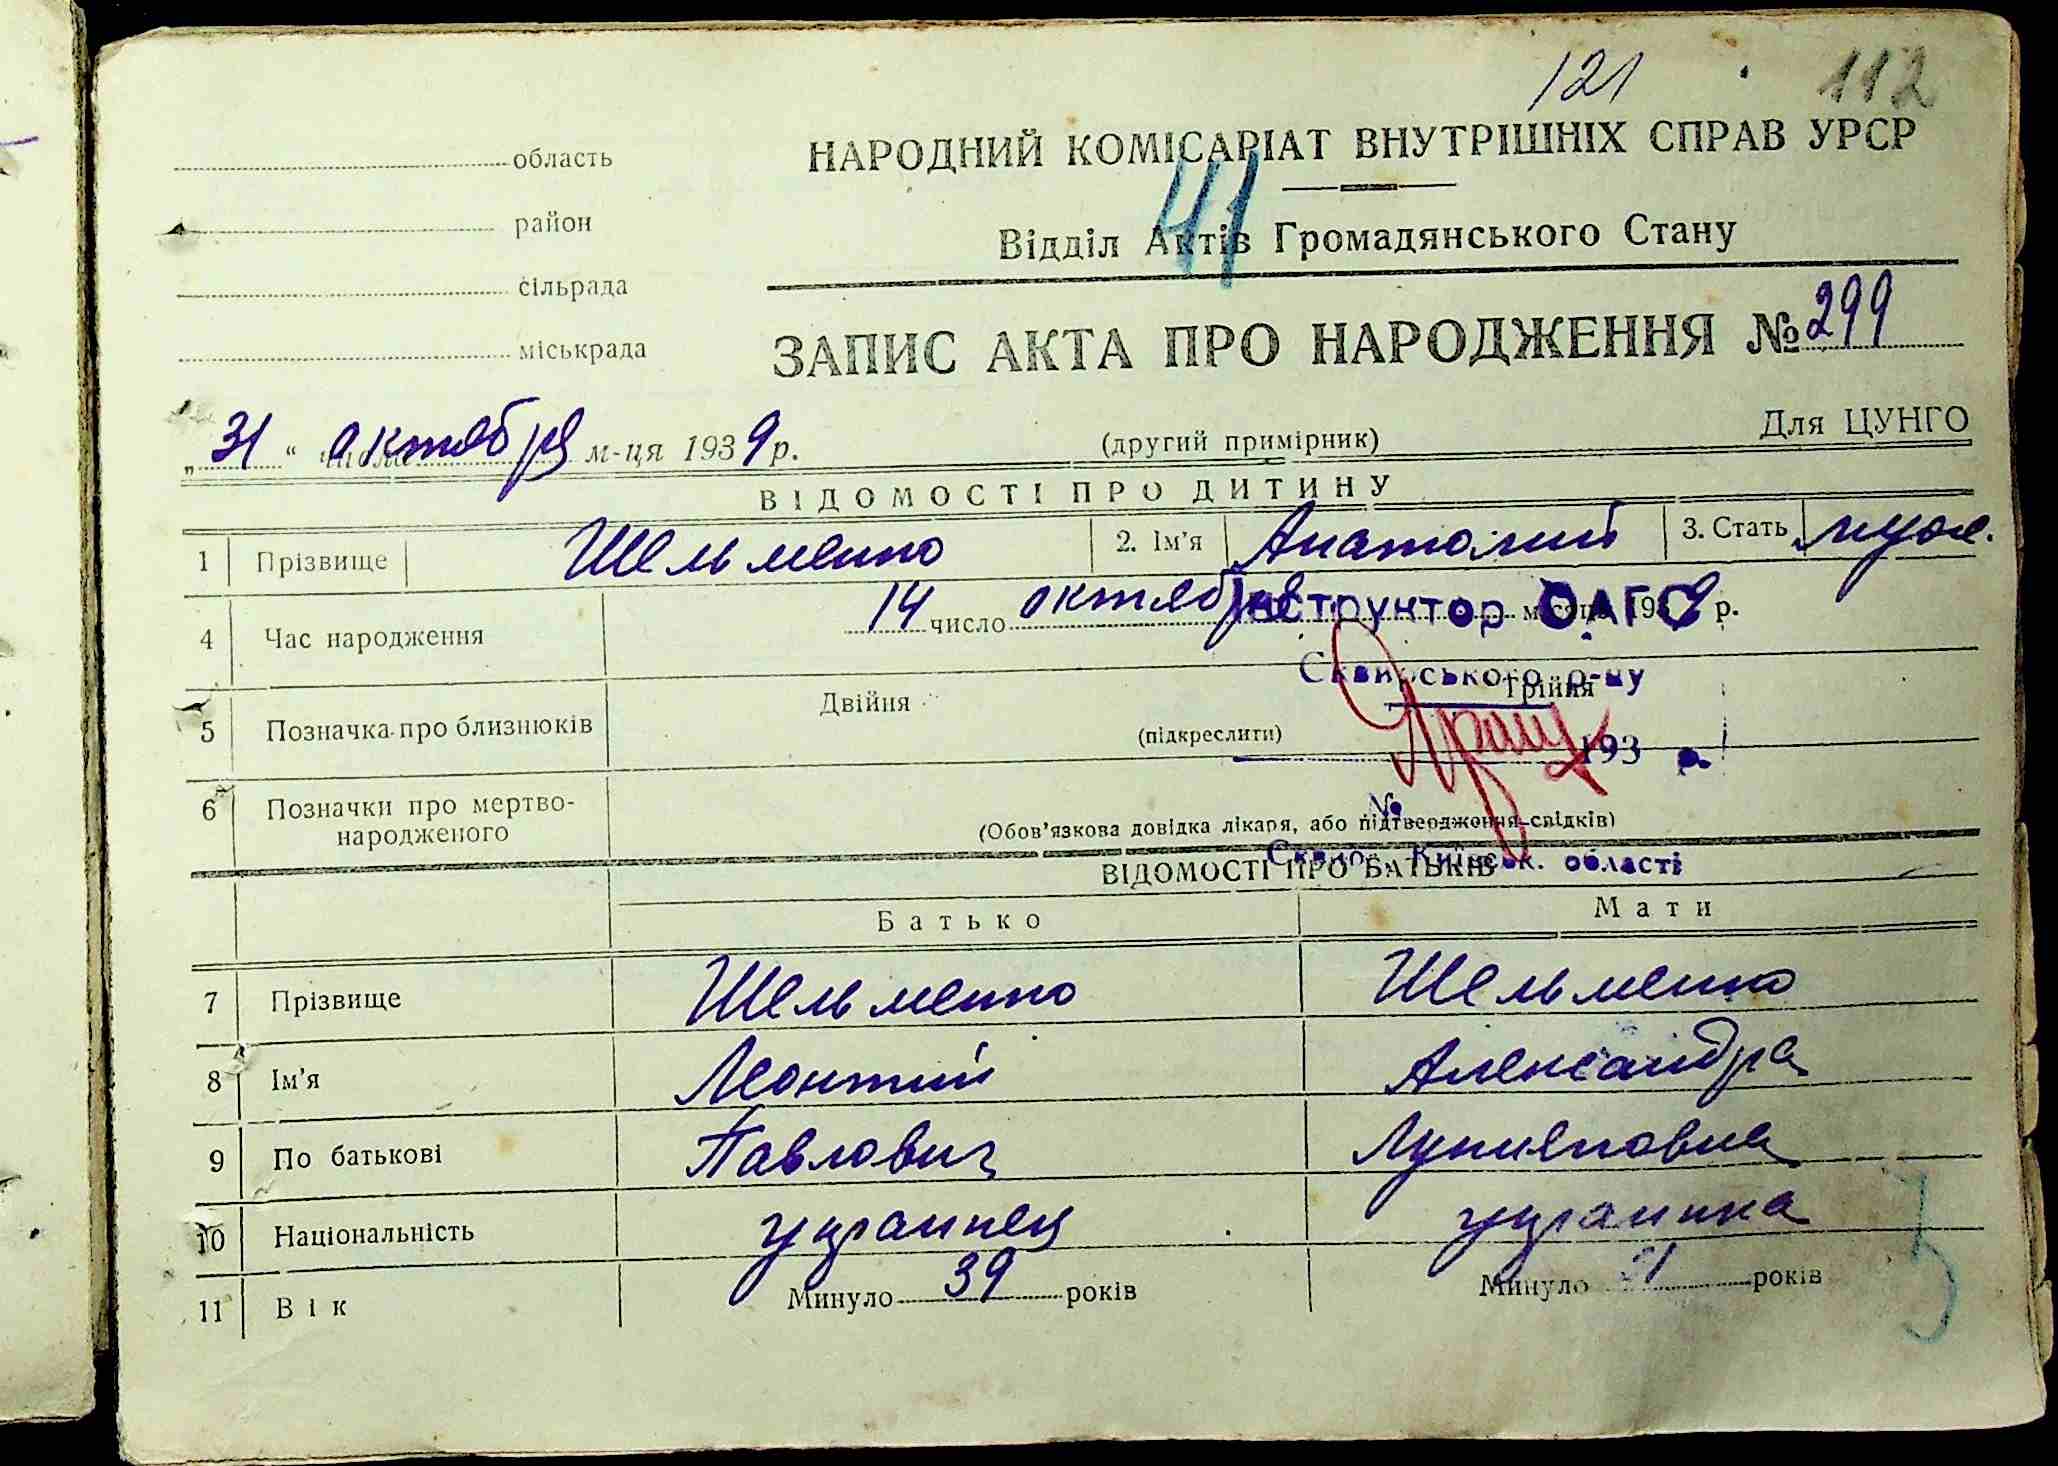 121 112
НАРОДНИЙ КОМІСАРІАТ ВНУТРІШНІХ СПРАВ УРСР
область
район
41
Відділ Актів Громадянського Стану
сільрада
міськрада
ЗАПИС АКТА ПРО НАРОДЖЕННЯ № 299
„31" числа октября м-ця 1939 р.
(другий примірник)
Для ЦУНГО
ВІДОМОСТІ ПРО ДИТИНУ
1 Прізвище Шельменко 2. Ім'я Анатолий 3. Стать муж.
4 Час народження 14 число октября місяця 1939 р.
Інструктор ОАГС
Сквирського р-ну
5 Позначка про близнюків Двійня Трійня
(підкреслити)
193 р.
6 Позначки про мертво-
народженого
№
(Обов'язкова довідка лікаря, або підтвердження свідків)
Київськ. області
ВІДОМОСТІ ПРО БАТЬКІВ
Батько Мати
7 Прізвище Шельменко Шельменко
8 Ім'я Леонтий Александра
9 По батькові Павлович
10 Національність украинец украинка
11 Вік Минуло 39 років Минуло років
3